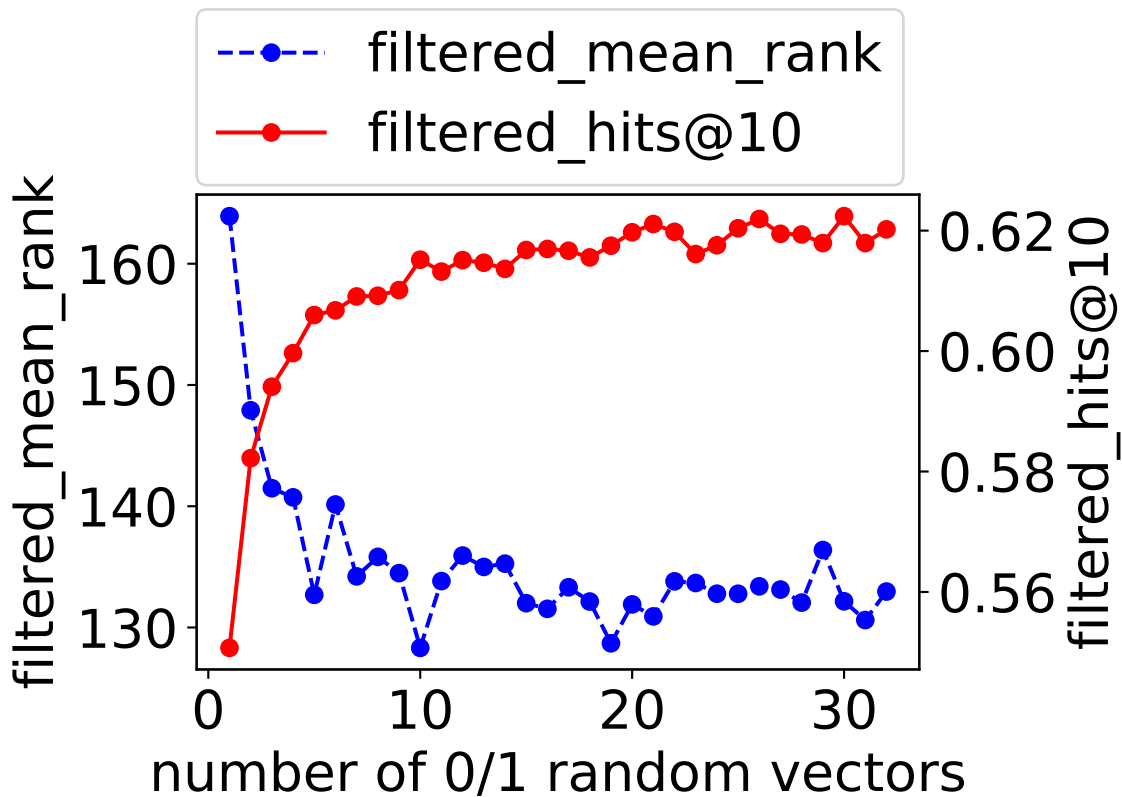 filtered_mean_rank
filtered_hits@10
filtered_mean_rank
160
150
140
130
0.62
0.60
0.58
0.56
filtered_hits@10
0
10
20
30
number of 0/1 random vectors